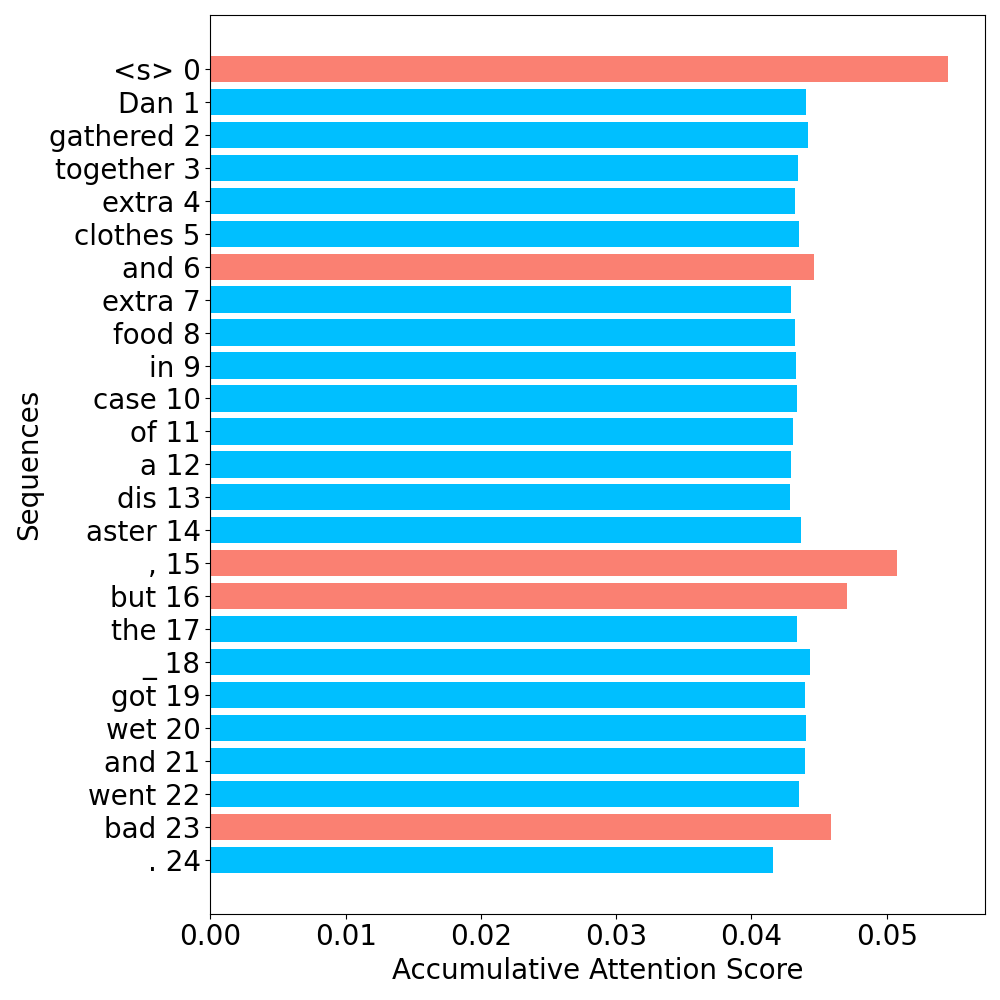 <s> 0
Dan 1
gathered 2
together 3
extra 4
clothes 5
and 6
extra 7
food 8
in 9
case 10
of 11
a 12
dis 13
aster 14
, 15
but 16
the 17
_ 18
got 19
wet 20
and 21
went 22
bad 23
. 24
Sequences
0.00 0.01 0.02 0.03 0.04 0.05
Accumulative Attention Score